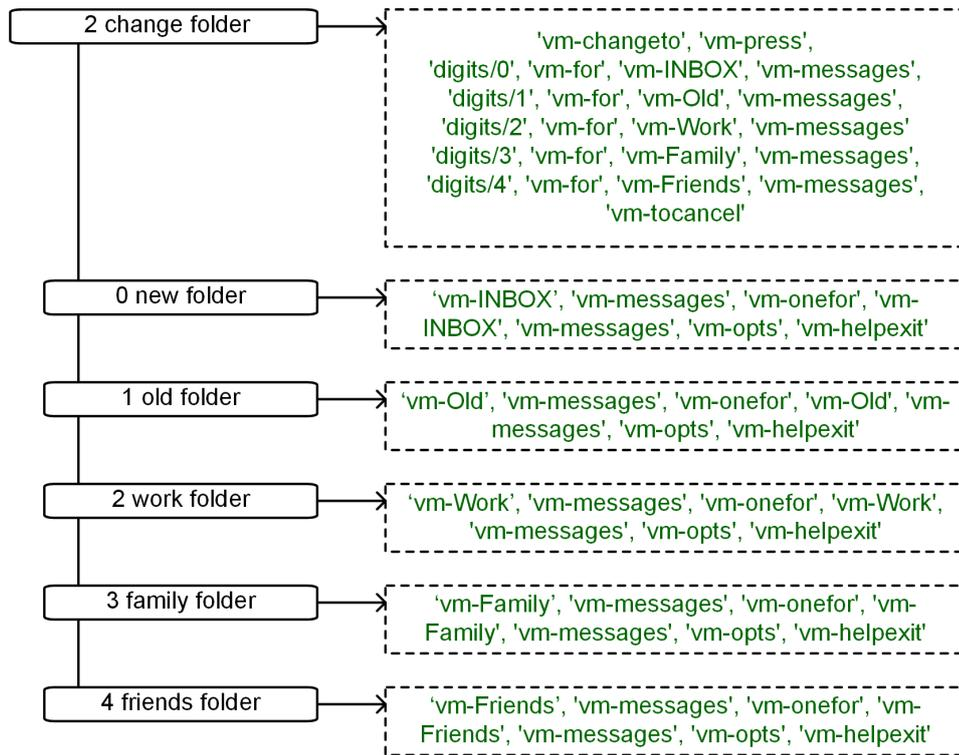 2 change folder
'vm-changeto', 'vm-press',
'digits/0', 'vm-for', 'vm-INBOX', 'vm-messages',
'digits/1', 'vm-for', 'vm-Old', 'vm-messages',
'digits/2', 'vm-for', 'vm-Work', 'vm-messages'
'digits/3', 'vm-for', 'vm-Family', 'vm-messages',
'digits/4', 'vm-for', 'vm-Friends', 'vm-messages',
'vm-tocancel'
0 new folder
‘vm-INBOX’, 'vm-messages', 'vm-onefor', 'vm-
INBOX', 'vm-messages', 'vm-opts', 'vm-helpexit'
1 old folder
‘vm-Old’, 'vm-messages', 'vm-onefor', 'vm-Old', 'vm-
messages', 'vm-opts', 'vm-helpexit'
2 work folder
‘vm-Work’, 'vm-messages', 'vm-onefor', 'vm-Work',
'vm-messages', 'vm-opts', 'vm-helpexit'
3 family folder
‘vm-Family’, 'vm-messages', 'vm-onefor', 'vm-
Family', 'vm-messages', 'vm-opts', 'vm-helpexit'
4 friends folder
‘vm-Friends’, 'vm-messages', 'vm-onefor', 'vm-
Friends', 'vm-messages', 'vm-opts', 'vm-helpexit'